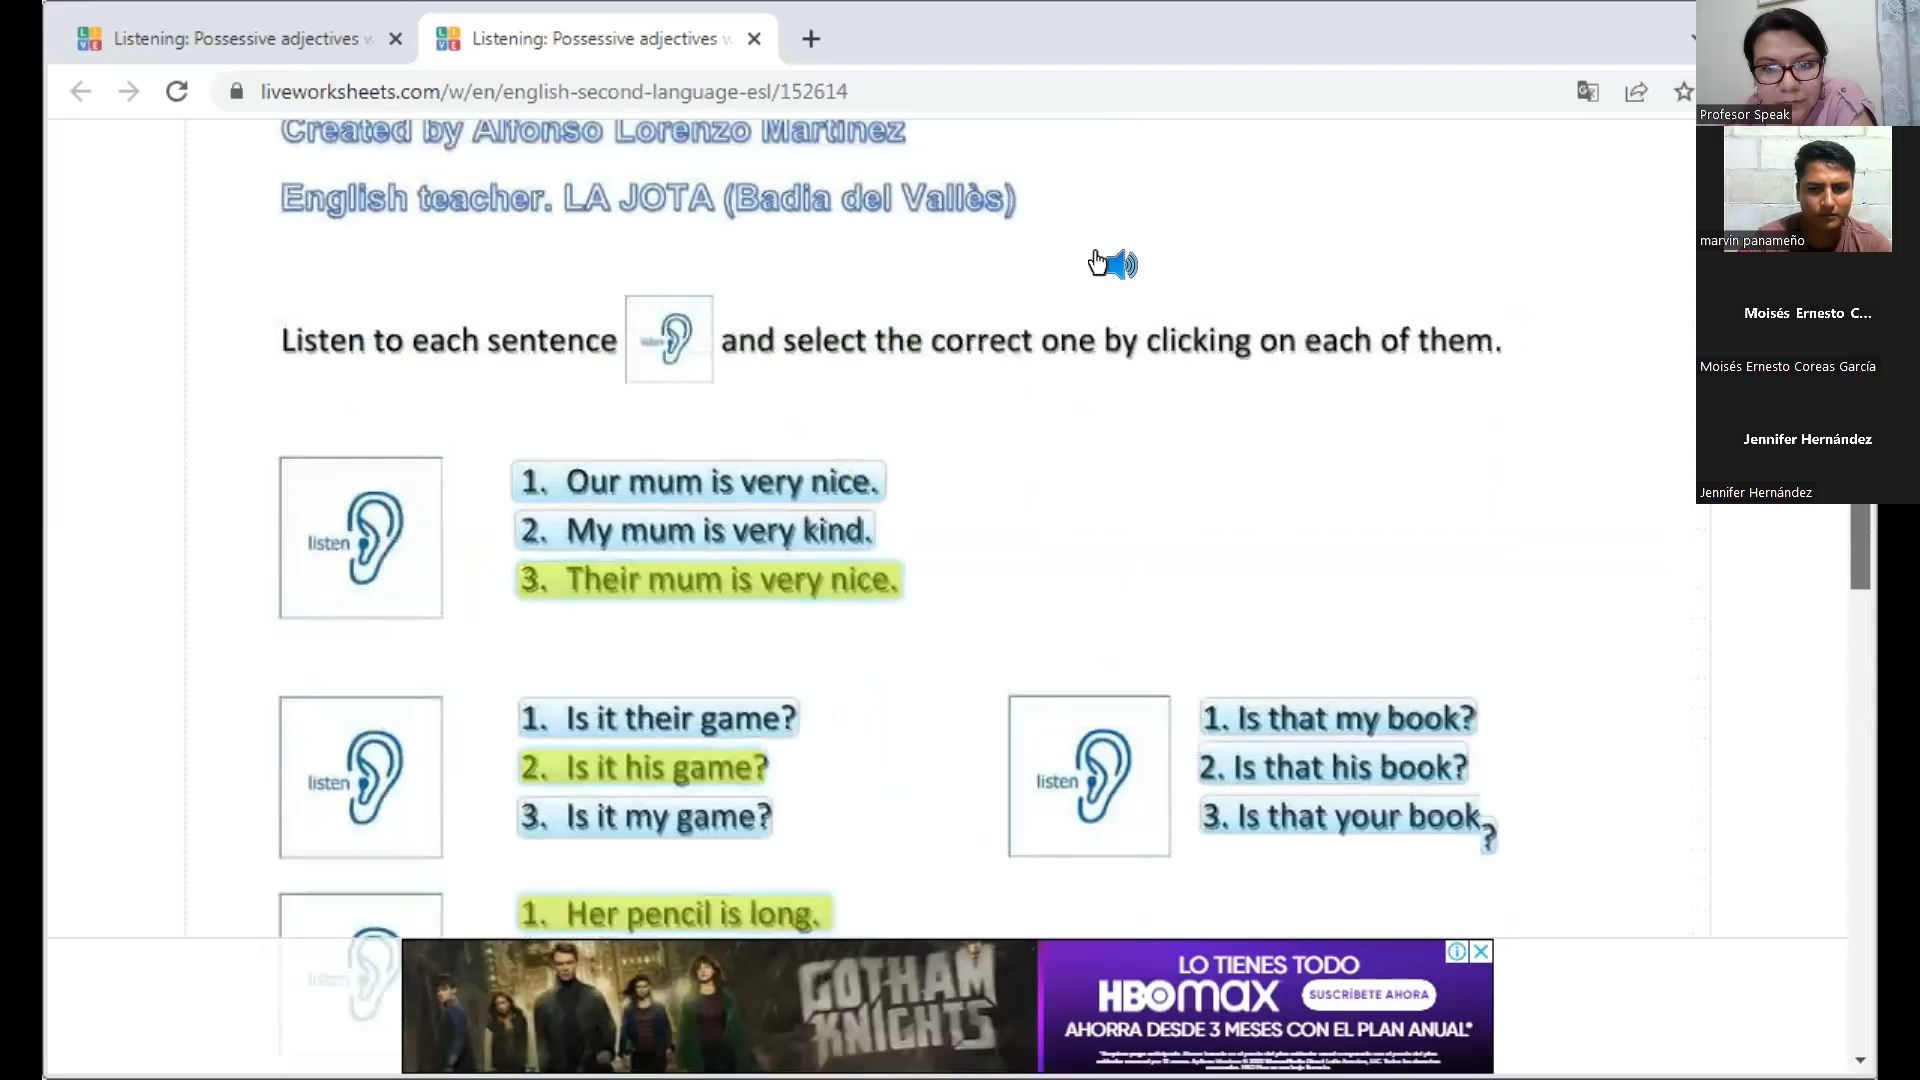 Listening: Possessive adjectives
Listening: Possessive adjectives
liveworksheets.com/w/en/english-second-language-esl/152614
Created by Alfonso Lorenzo Martínez
English teacher. LA JOTA (Badia del Vallès)
Listen to each sentence listen and select the correct one by clicking on each of them.
listen
1. Our mum is very nice.
2. My mum is very kind.
3. Their mum is very nice.
listen
1. Is it their game?
2. Is it his game?
3. Is it my game?
listen
1. Is that my book?
2. Is that his book?
3. Is that your book
?
listen
1. Her pencil is long.
GOTHAM
KNIGHTS
LO TIENES TODO
HBOmax
SUSCRÍBETE AHORA
AHORA DESDE 3 MESES CON EL PLAN ANUAL*
Profesor Speak
marvin panameño
Moisés Ernesto C...
Moisés Ernesto Coreas García
Jennifer Hernández
Jennifer Hernández